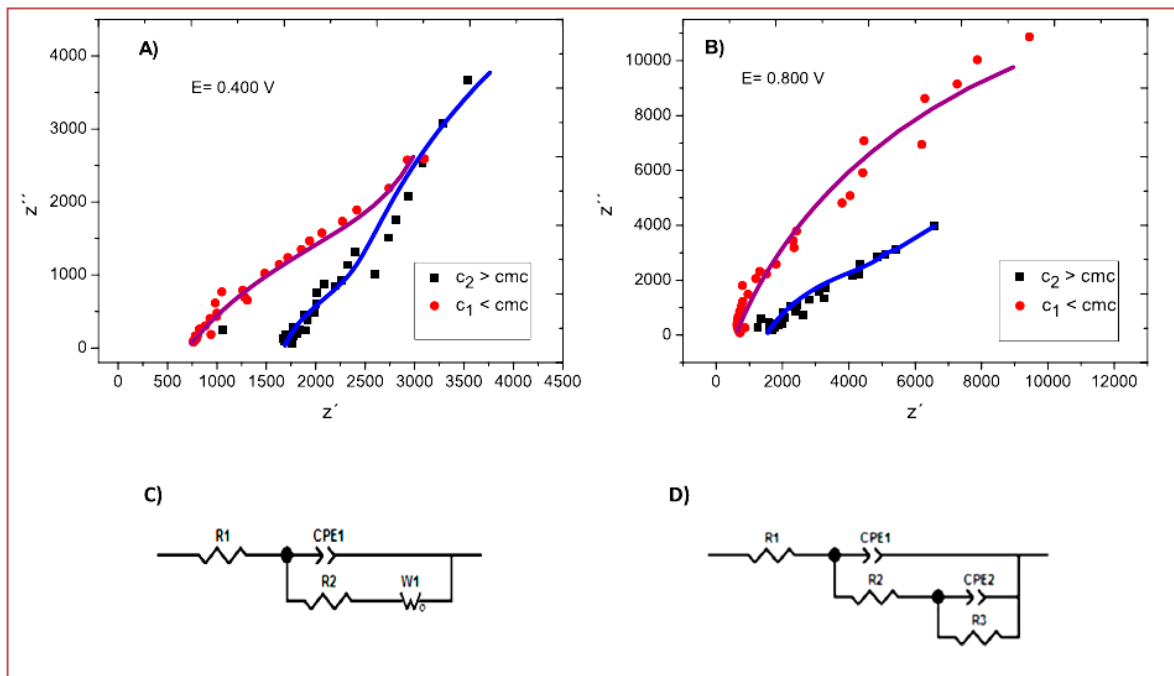 A)
E= 0.400 V
4000
3000
2000
1000
0
z´´
c2 > cmc
c1 < cmc
0 500 1000 1500 2000 2500 3000 3500 4000 4500
z´
B)
E= 0.800 V
10000
8000
6000
4000
2000
0
z´´
c2 > cmc
c1 < cmc
0 2000 4000 6000 8000 10000 12000
z´
C)
R1 CPE1
R2 W1
o
D)
R1 CPE1
R2 CPE2
R3